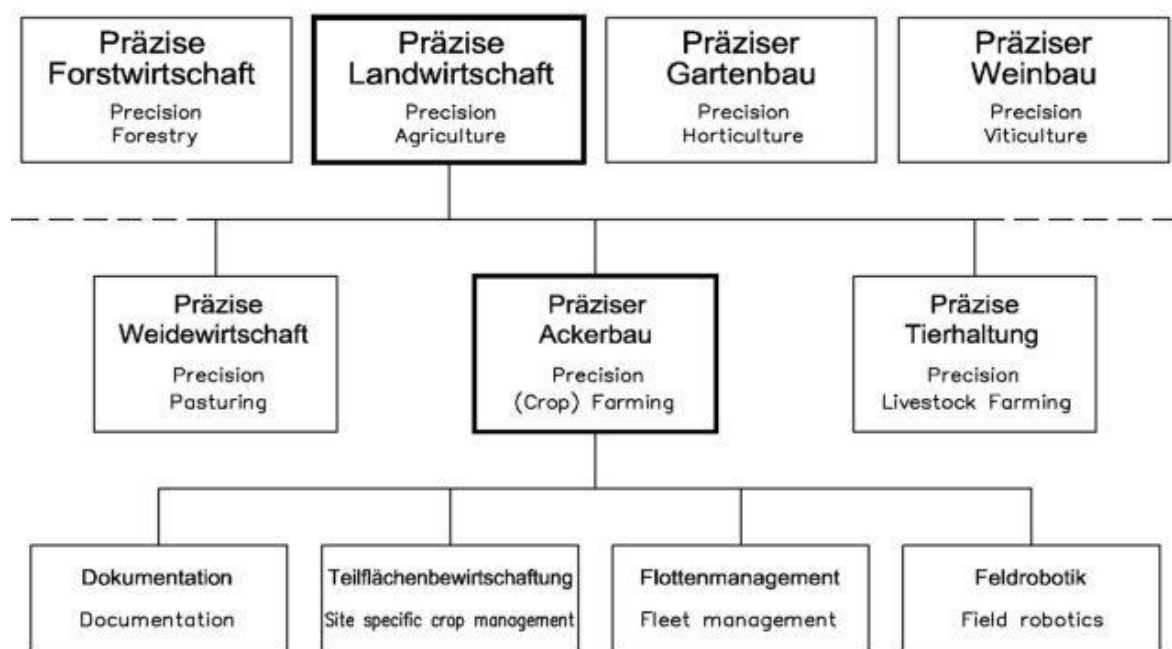 Präzise
Forstwirtschaft
Precision
Forestry
Präzise
Landwirtschaft
Precision
Agriculture
Präziser
Gartenbau
Precision
Horticulture
Präziser
Weinbau
Precision
Viticulture
Präzise
Weidewirtschaft
Precision
Pasturing
Präziser
Ackerbau
Precision
(Crop) Farming
Präzise
Tierhaltung
Precision
Livestock Farming
Dokumentation
Documentation
Teilflächenbewirtschaftung
Site specific crop management
Flottenmanagement
Fleet management
Feldrobotik
Field robotics